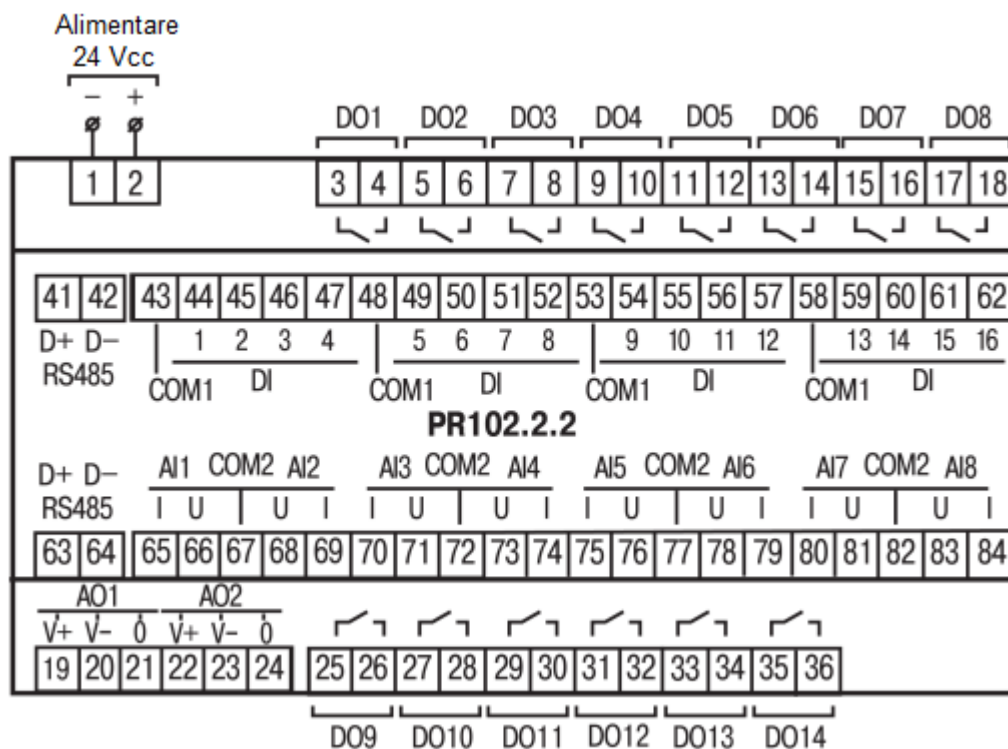 Alimentare
24 Vcc
− +
DO1 DO2 DO3 DO4 DO5 DO6 DO7 DO8
1 2 3 4 5 6 7 8 9 10 11 12 13 14 15 16 17 18
41 42 43 44 45 46 47 48 49 50 51 52 53 54 55 56 57 58 59 60 61 62
D+ D− 1 2 3 4 5 6 7 8 9 10 11 12 13 14 15 16
RS485 COM1 DI COM1 DI COM1 DI COM1 DI
PR102.2.2
D+ D− AI1 COM2 AI2 AI3 COM2 AI4 AI5 COM2 AI6 AI7 COM2 AI8
RS485 I U U I I U U I I U U I I U U I
63 64 65 66 67 68 69 70 71 72 73 74 75 76 77 78 79 80 81 82 83 84
AO1 AO2
V+ V− 0 V+ V− 0
19 20 21 22 23 24 25 26 27 28 29 30 31 32 33 34 35 36
DO9 DO10 DO11 DO12 DO13 DO14